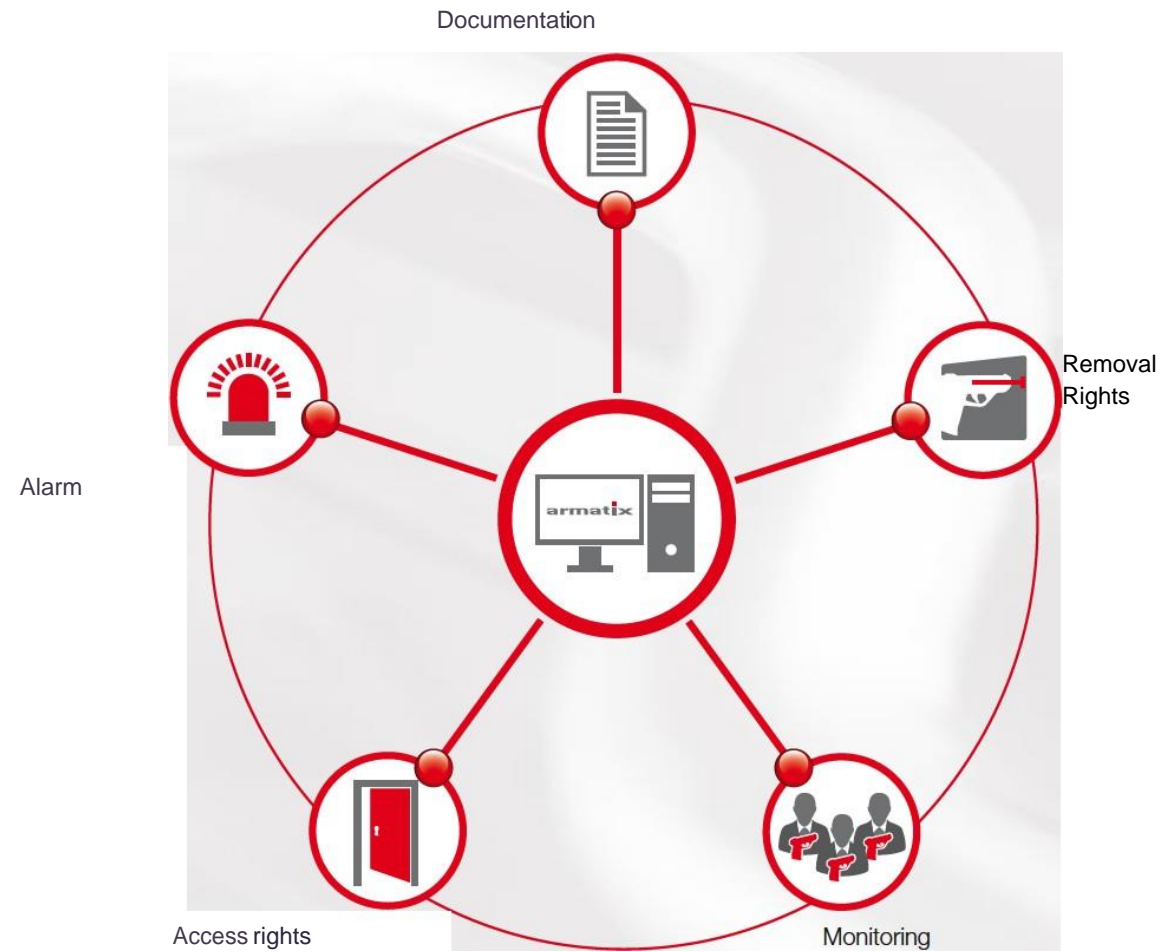 Documentation
Removal
Rights
armatix
Alarm
Access rights
Monitoring